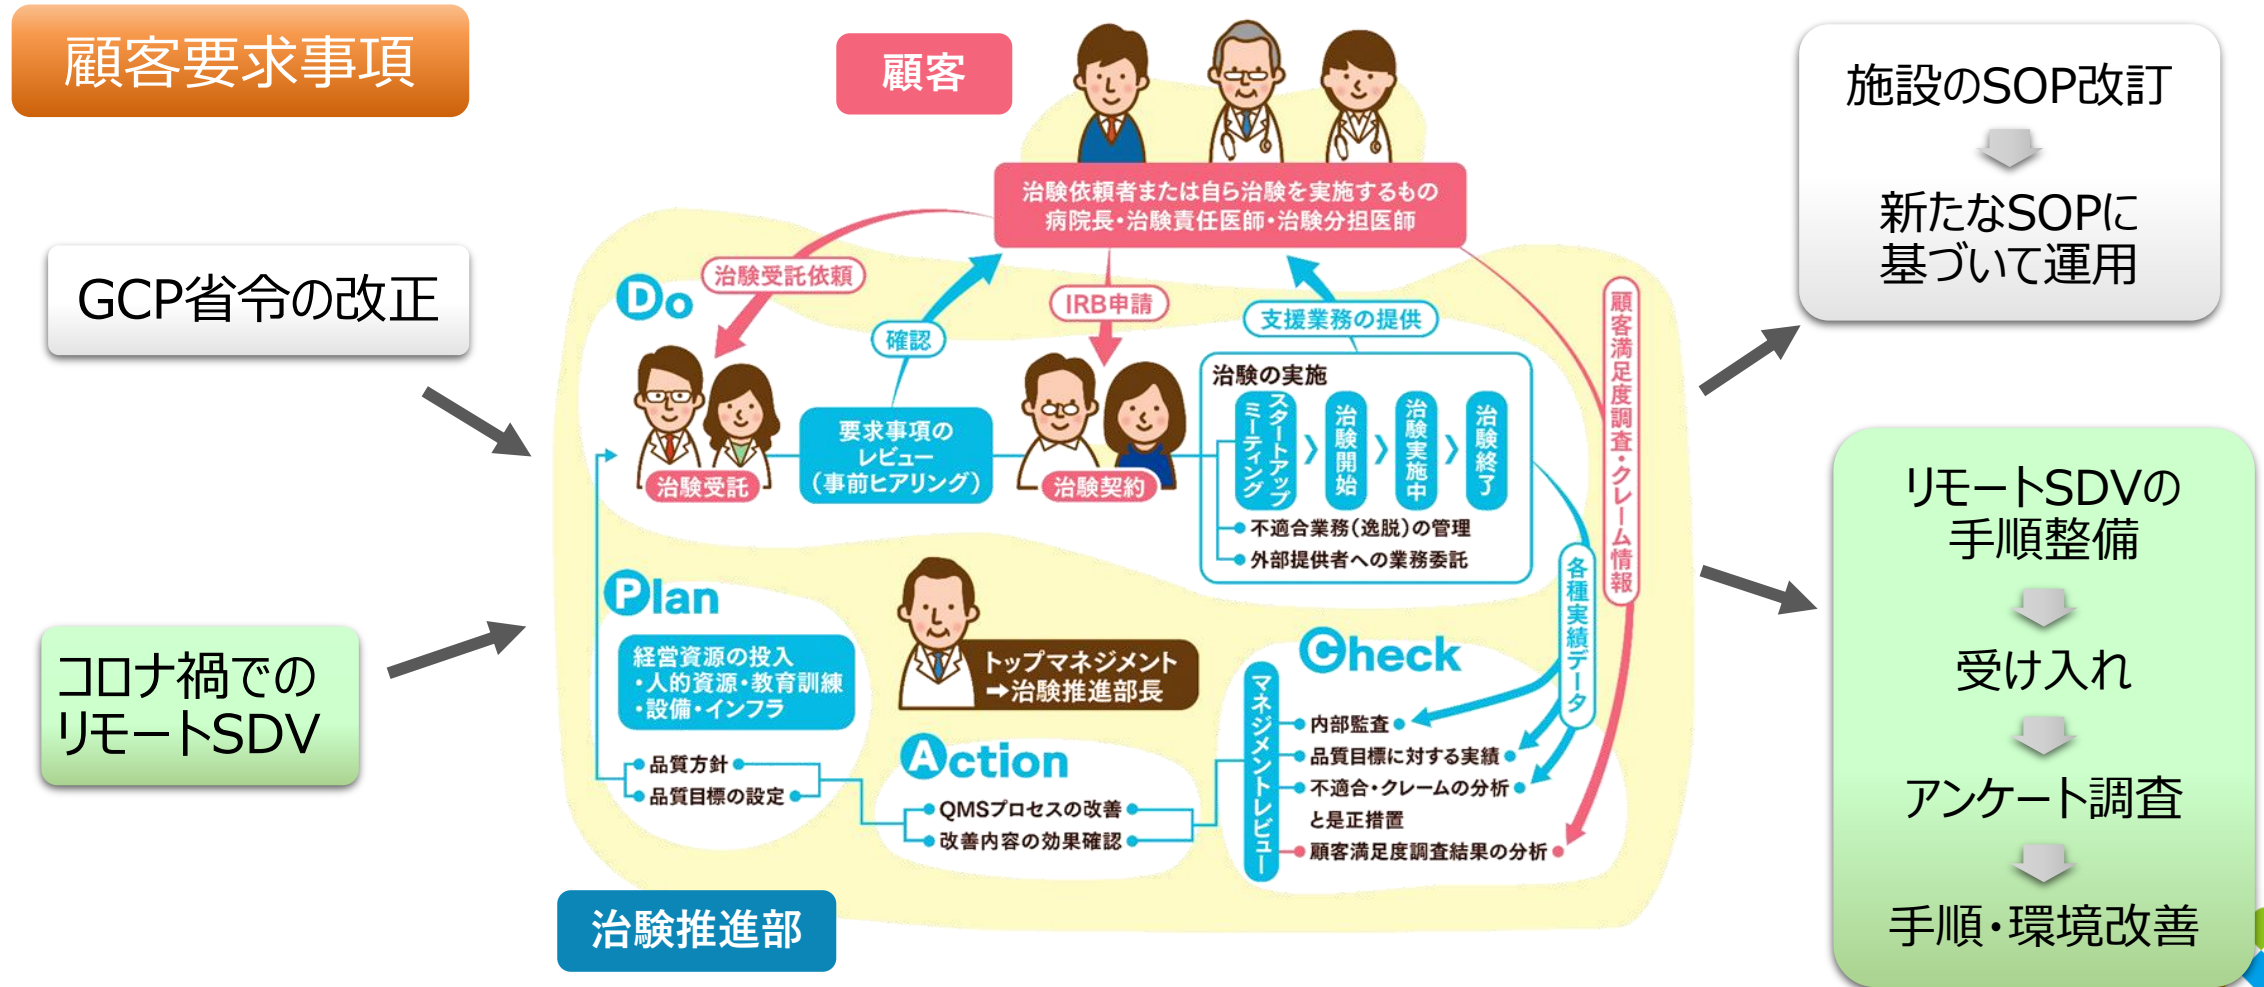 顧客要求事項
GCP省令の改正
コロナ禍での
リモートSDV
顧客
治験依頼者または自ら治験を実施するもの
病院長・治験責任医師・治験分担医師
治験受託依頼
確認
IRB申請
支援業務の提供
顧客満足度調査・クレーム情報
Do
治験受託
要求事項の
レビュー
(事前ヒアリング)
治験契約
治験の実施
スタートアップ
ミーティング
治験開始
治験実施中
治験終了
不適合業務(逸脱)の管理
外部提供者への業務委託
各種実績データ
Plan
経営資源の投入
・人的資源・教育訓練
・設備・インフラ
品質方針
品質目標の設定
トップマネジメント
➡治験推進部長
Action
QMSプロセスの改善
改善内容の効果確認
Check
マネジメントレビュー
内部監査
品質目標に対する実績
不適合・クレームの分析
と是正措置
顧客満足度調査結果の分析
治験推進部
施設のSOP改訂
新たなSOPに
基づいて運用
リモートSDVの
手順整備
受け入れ
アンケート調査
手順・環境改善